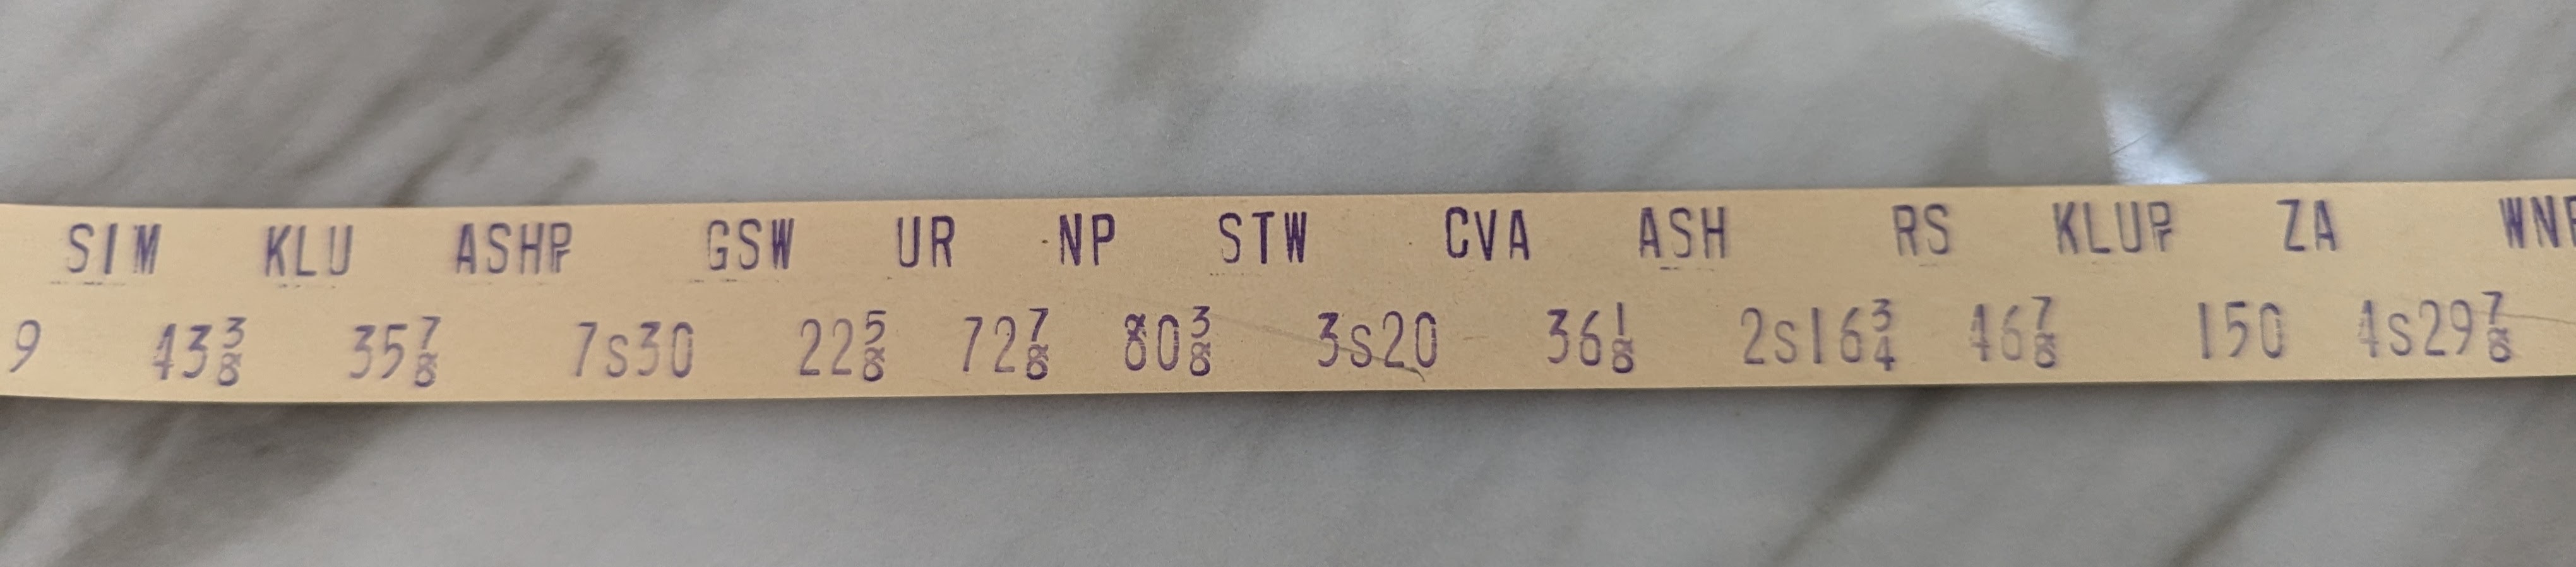 SIM KLU ASHPr GSW UR NP STW CVA ASH RS KLUPr ZA
9 43 3/8 35 7/8 7s30 22 5/8 72 7/8 80 3/8 3s20 36 1/8 2s16 3/4 46 7/8 150 4s29 7/8